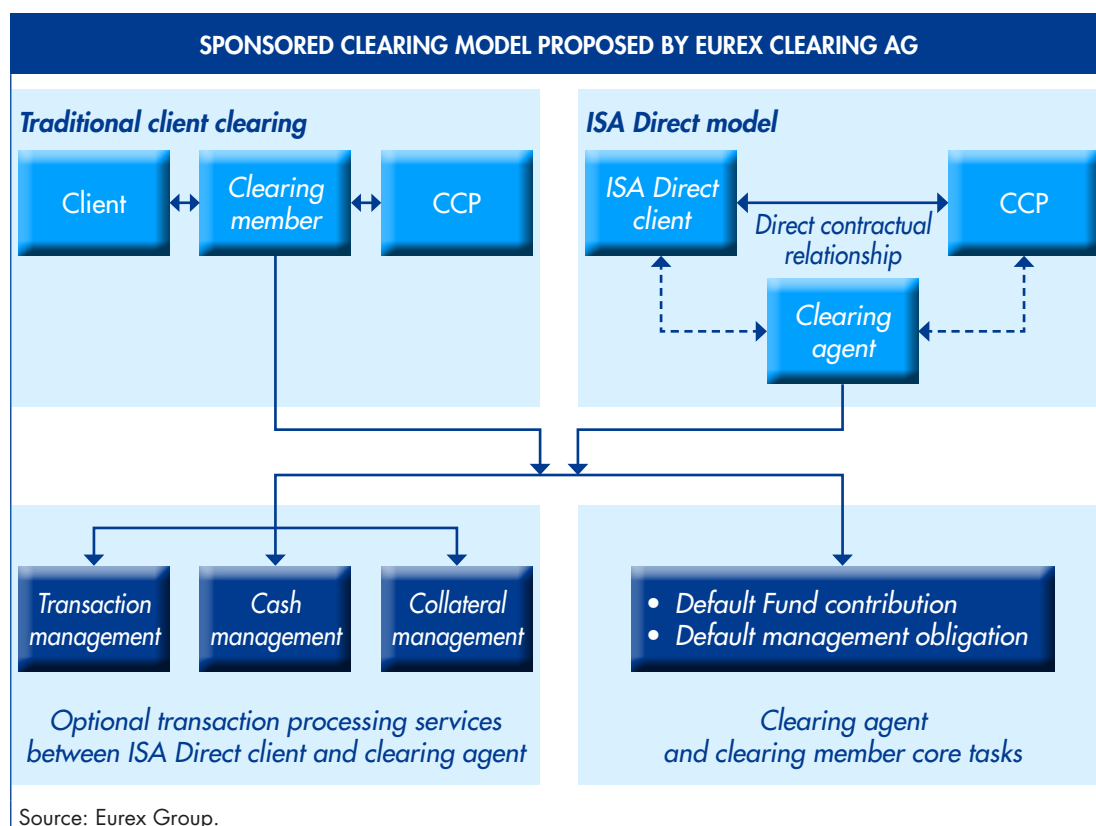 SPONSORED CLEARING MODEL PROPOSED BY EUREX CLEARING AG
Traditional client clearing
Client
Clearing
member
CCP
ISA Direct model
ISA Direct
client
Direct contractual
relationship
CCP
Clearing
agent
Transaction
management
Cash
management
Collateral
management
Optional transaction processing services
between ISA Direct client and clearing agent
• Default Fund contribution
• Default management obligation
Clearing agent
and clearing member core tasks
Source: Eurex Group.